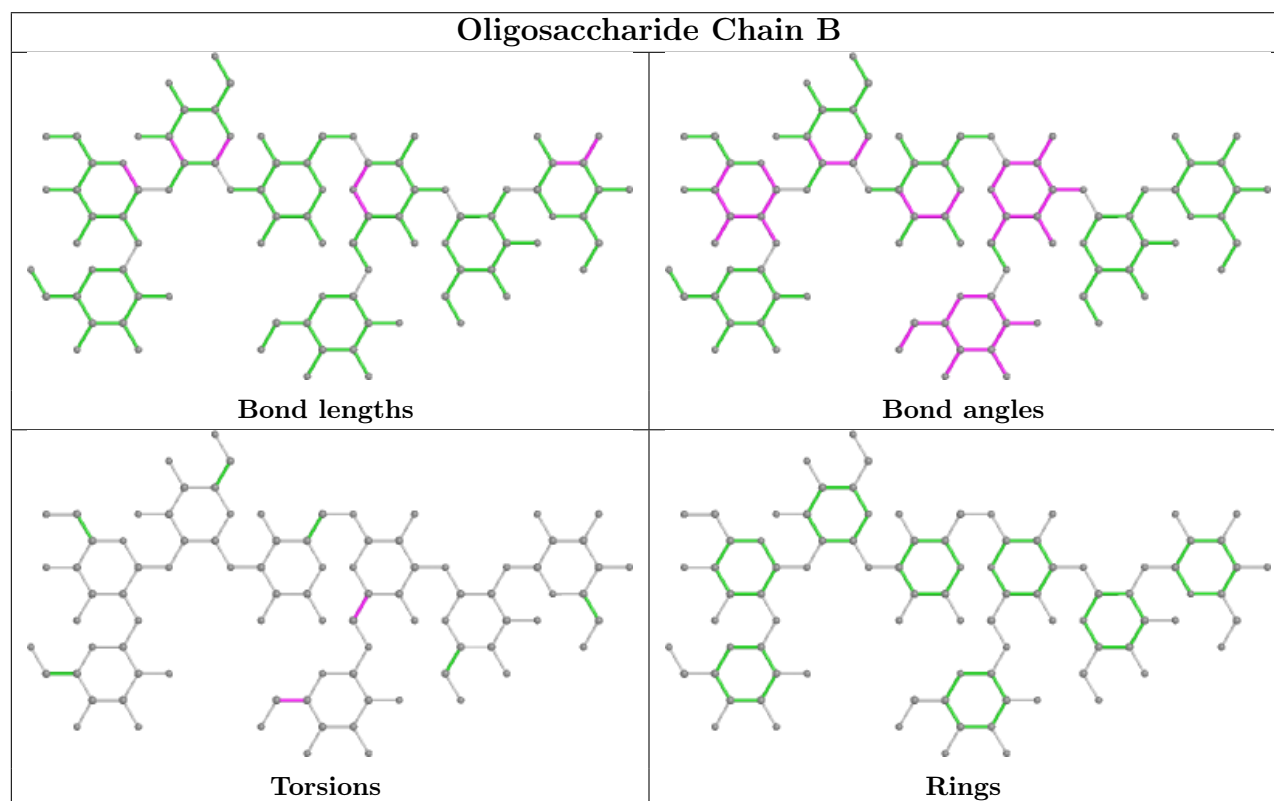 Oligosaccharide Chain B
Bond lengths
Bond angles
Torsions
Rings